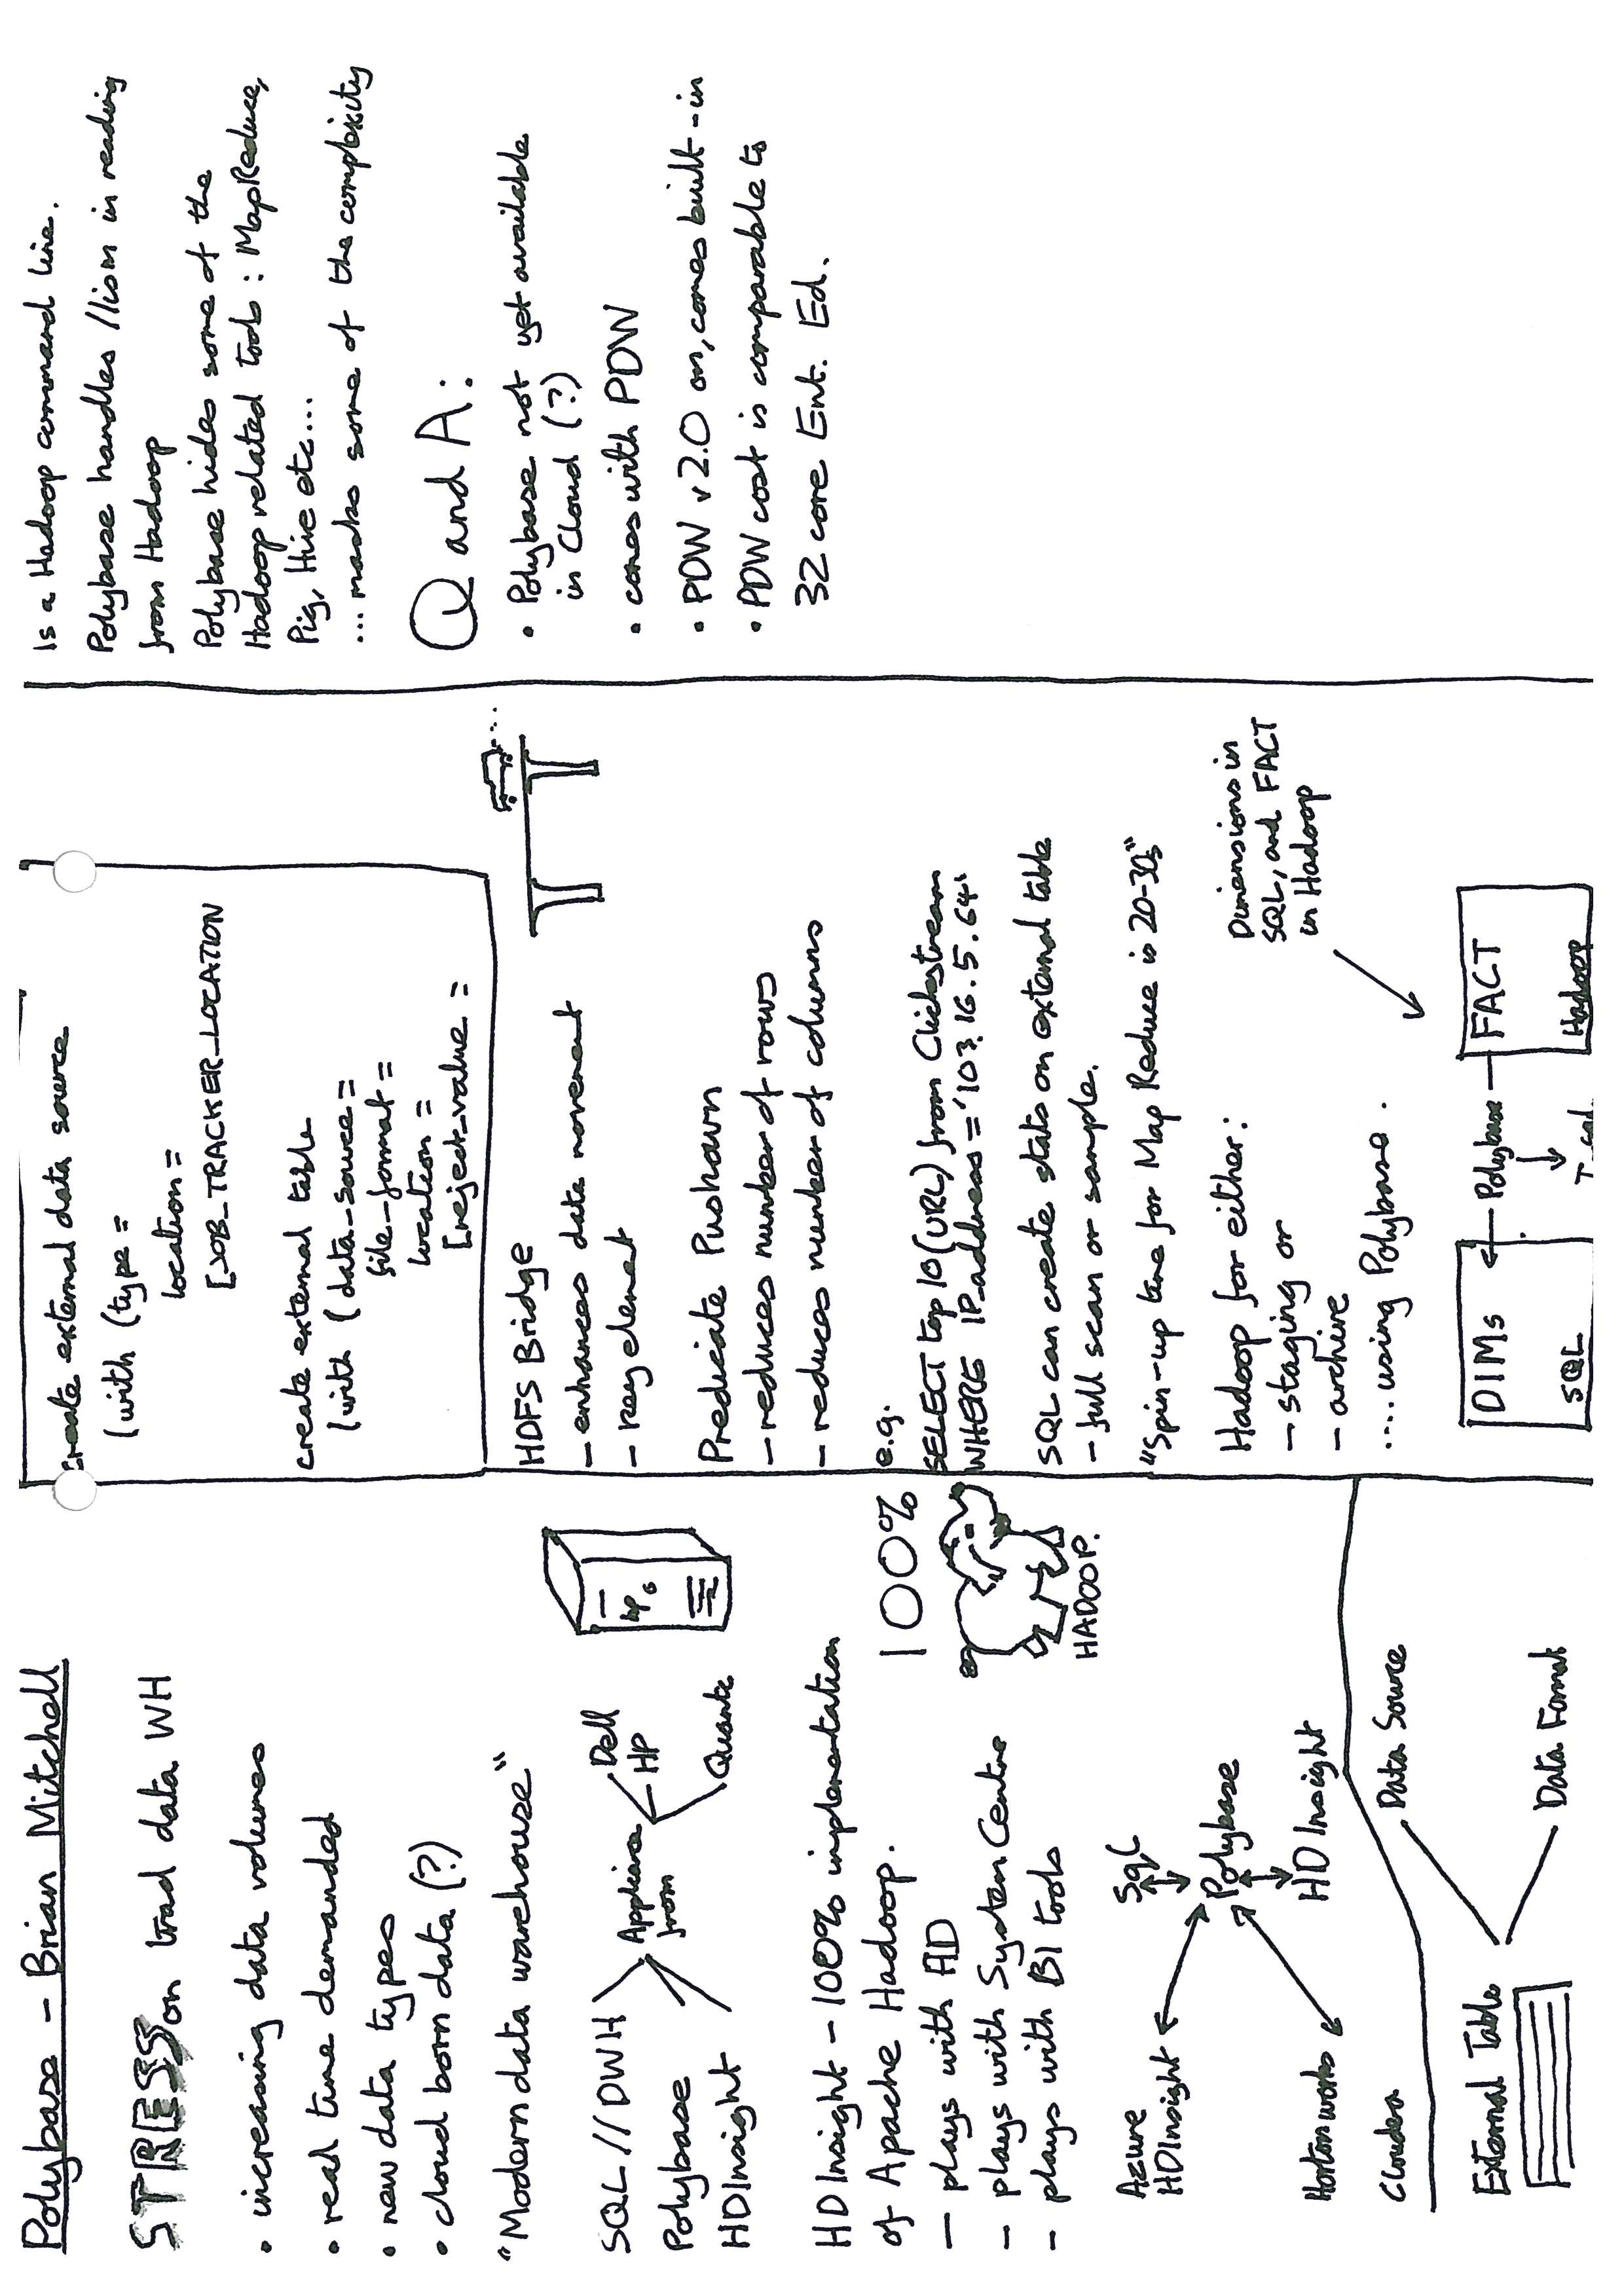 Polybase - Brian Mitchell
STRESS on trad data WH
• increasing data volumes
• real time demanded
• new data types
• cloud born data (?)
"Modern data warehouse"
SQL // DWH
Polybase
HDInsight
Appliance
from
Dell
HP
Quanta
hp
HD Insight - 100% implementation
of Apache Hadoop.
- plays with AD
- plays with System Centre
- plays with BI tools
100%
HADOOP.
Azure
HDInsight
Sql
Polybase
HD Insight
Hortonworks
Cloudera
External Table
Data Source
Data Format
create external data source
(with (type =
location =
[JOB_TRACKER_LOCATION
create external table
(with (data_source =
file_format =
location =
[reject_value =
HDFS Bridge
- enhances data movement
- key element
Predicate Pushdown
- reduces number of rows
- reduces number of columns
e.g.
SELECT top 10 (URL) from Clickstream
WHERE IP_address = '103.16.5.64'
SQL can create stats on external table
- full scan or sample.
"Spin-up time for Map Reduce is 20-30s"
Hadoop for either:
- staging or
- archive
.... using Polybase.
Dimensions in
SQL, and FACT
in Hadoop
DIMs
SQL
Polybase
T-sql
FACT
Hadoop
Is a Hadoop command line.
Polybase handles //ism in reading
from Hadoop
Polybase hides some of the
Hadoop related tools : MapReduce,
Pig, Hive etc...
... masks some of the complexity
Q and A:
• Polybase not yet available
in Cloud (?)
• comes with PDW
• PDW v2.0 on, comes built-in
• PDW cost is comparable to
32 core Ent. Ed.